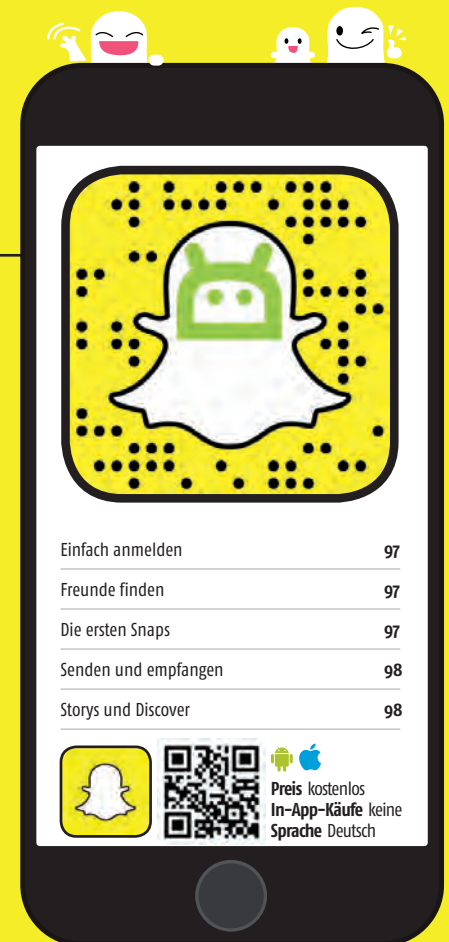 Einfach anmelden 97
Freunde finden 97
Die ersten Snaps 97
Senden und empfangen 98
Storys und Discover 98
Preis kostenlos
In-App-Käufe keine
Sprache Deutsch